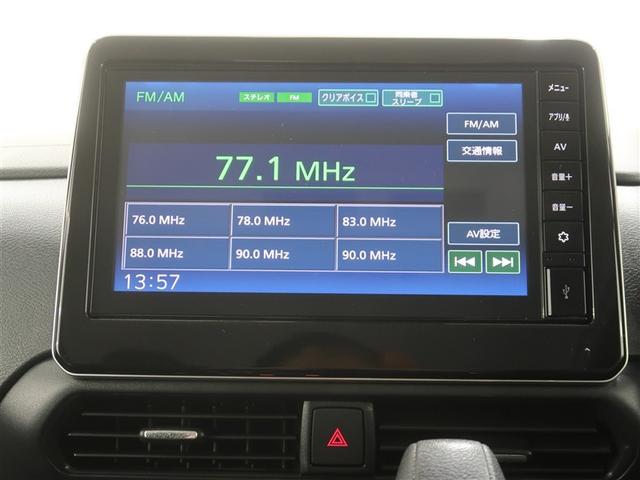 FM/AM
ステレオ
FM
クリアボイス
同乗者
スリープ
FM/AM
交通情報
77.1 MHz
76.0 MHz
78.0 MHz
83.0 MHz
88.0 MHz
90.0 MHz
90.0 MHz
AV設定
13:57
メニュー
アプリ/
AV
音量+
音量-